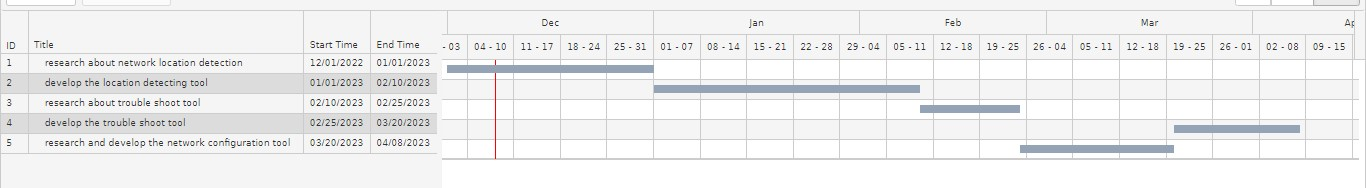 Dec Jan Feb Mar Ap
ID Title Start Time End Time - 03 04 - 10 11 - 17 18 - 24 25 - 31 01 - 07 08 - 14 15 - 21 22 - 28 29 - 04 05 - 11 12 - 18 19 - 25 26 - 04 05 - 11 12 - 18 19 - 25 26 - 01 02 - 08 09 - 15
1 research about network location detection 12/01/2022 01/01/2023
2 develop the location detecting tool 01/01/2023 02/10/2023
3 research about trouble shoot tool 02/10/2023 02/25/2023
4 develop the trouble shoot tool 02/25/2023 03/20/2023
5 research and develop the network configuration tool 03/20/2023 04/08/2023